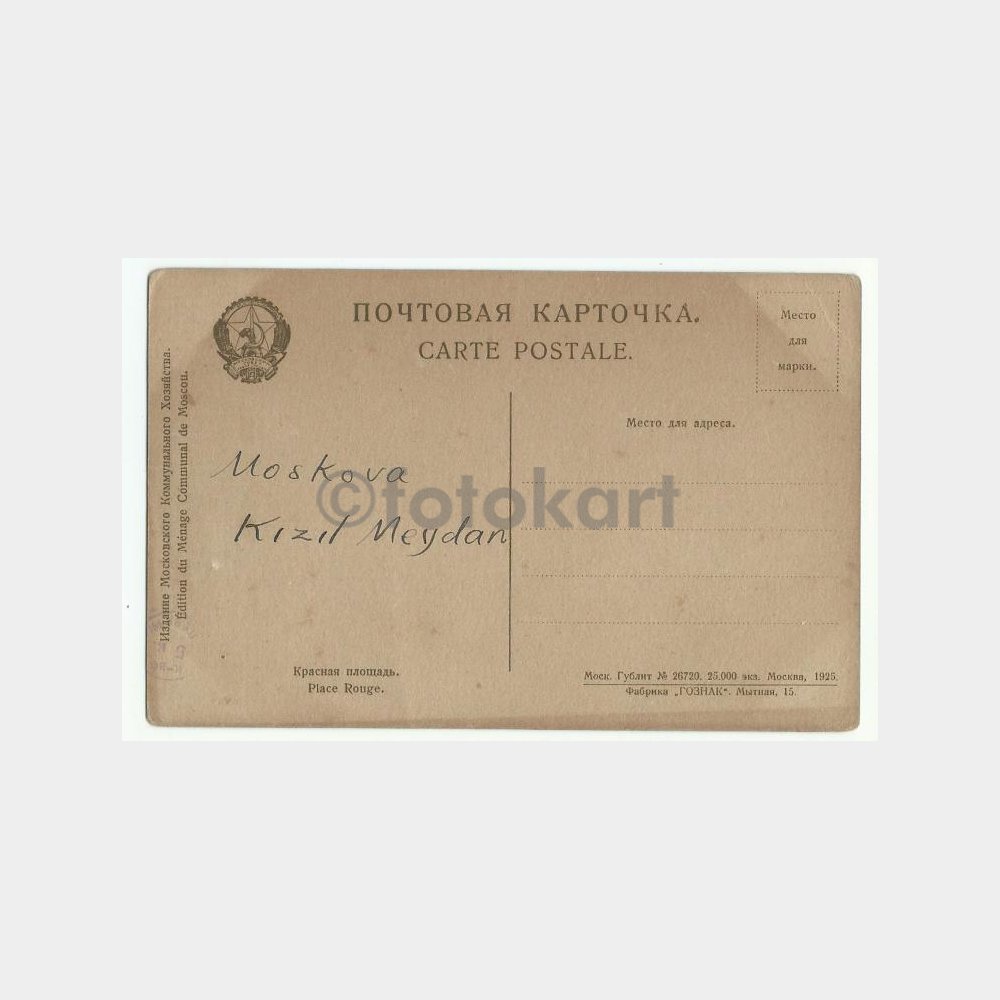 ПОЧТОВАЯ КАРТОЧКА.
CARTE POSTALE.
Место
для
марки.
Издание Московского Коммунального Хозяйства.
Édition du Ménage Communal de Moscou.
Место для адреса.
Moskova
Kızıl Meydan
©fotokart
Красная площадь.
Place Rouge.
Моск. Гублит № 26720. 25.000 экз. Москва, 1925.
Фабрика „ГОЗНАК“. Мытная, 15.